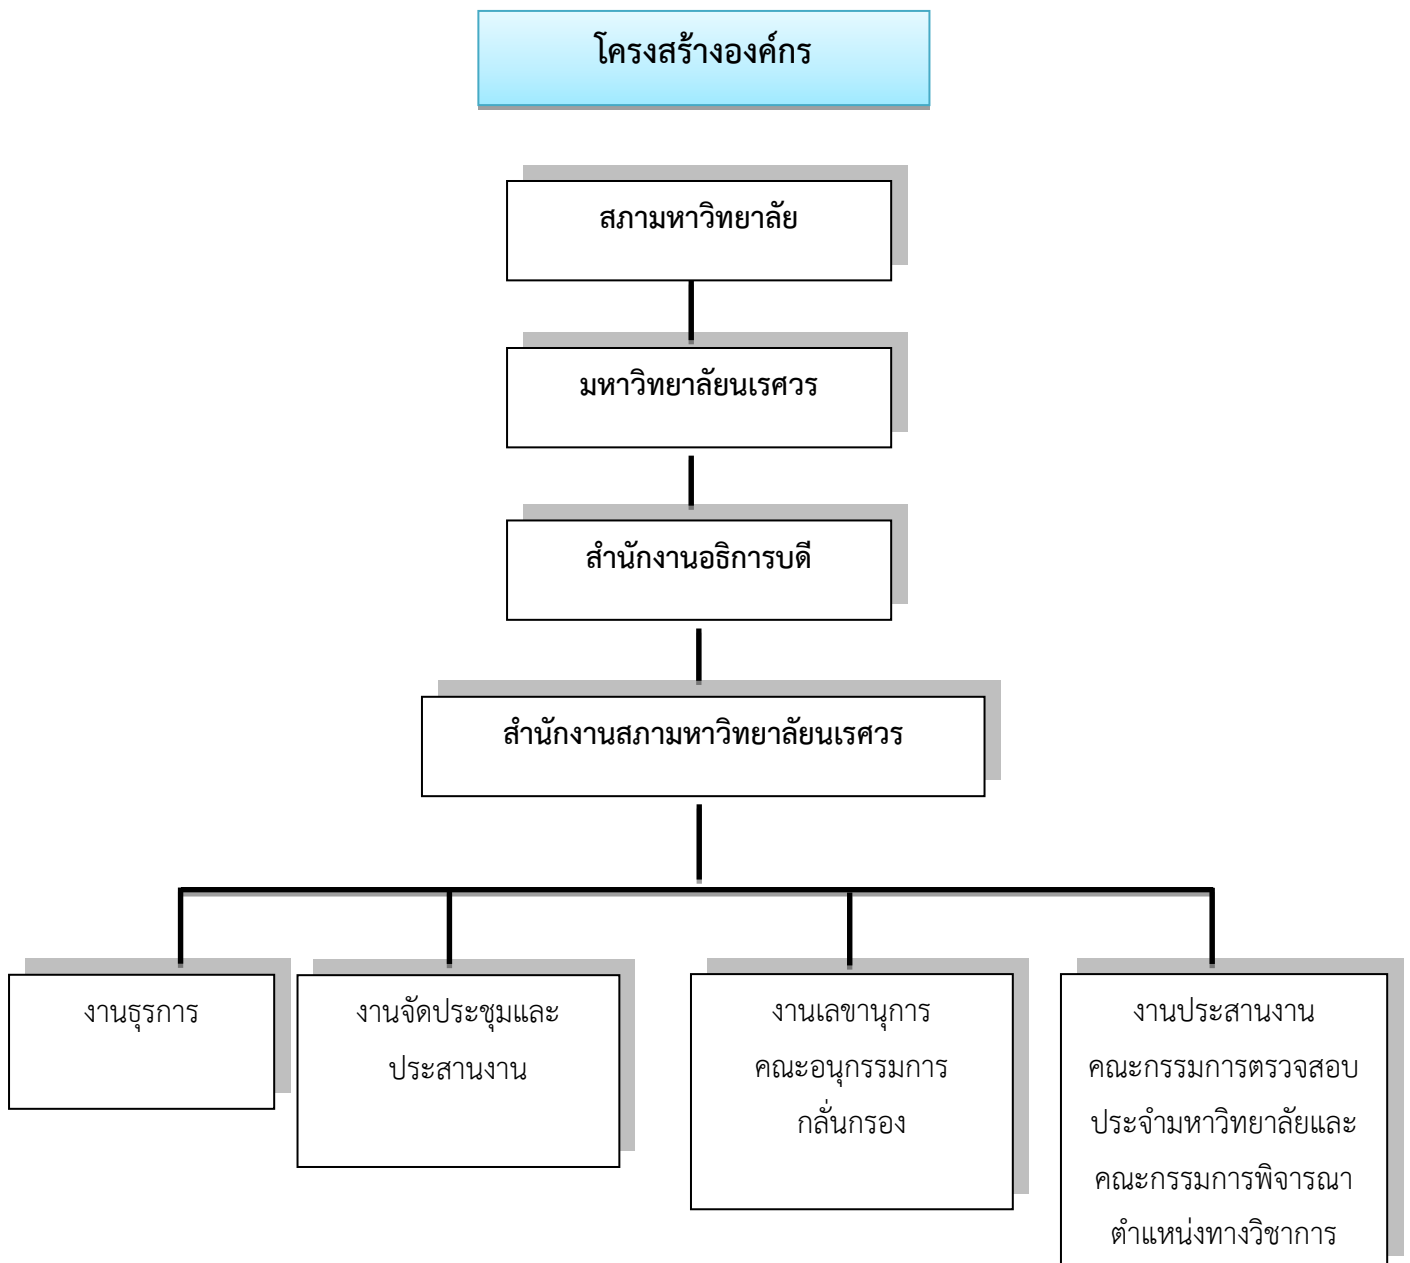 โครงสร้างองค์กร
สภามหาวิทยาลัย
มหาวิทยาลัยนเรศวร
สำนักงานอธิการบดี
สำนักงานสภามหาวิทยาลัยนเรศวร
งานธุรการ
งานจัดประชุมและ
ประสานงาน
งานเลขานุการ
คณะอนุกรรมการ
กลั่นกรอง
งานประสานงาน
คณะกรรมการตรวจสอบ
ประจำมหาวิทยาลัยและ
คณะกรรมการพิจารณา
ตำแหน่งทางวิชาการ